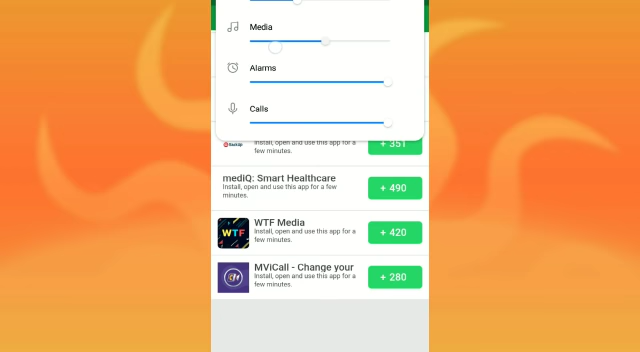 Media
Alarms
Calls
Install, open and use this app for a
few minutes.
+ 351
mediQ: Smart Healthcare
Install, open and use this app for a few
minutes.
+ 490
WTF
WTF Media
Install, open and use this app for a
few minutes.
+ 420
MViCall - Change your
Install, open and use this app for a
few minutes.
+ 280